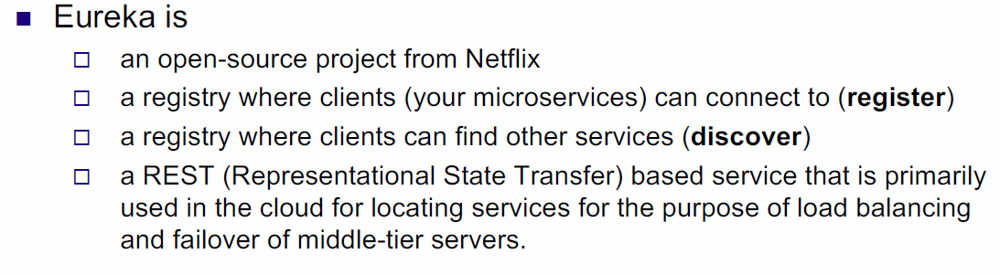 Eureka is
an open-source project from Netflix
a registry where clients (your microservices) can connect to (register)
a registry where clients can find other services (discover)
a REST (Representational State Transfer) based service that is primarily
used in the cloud for locating services for the purpose of load balancing
and failover of middle-tier servers.